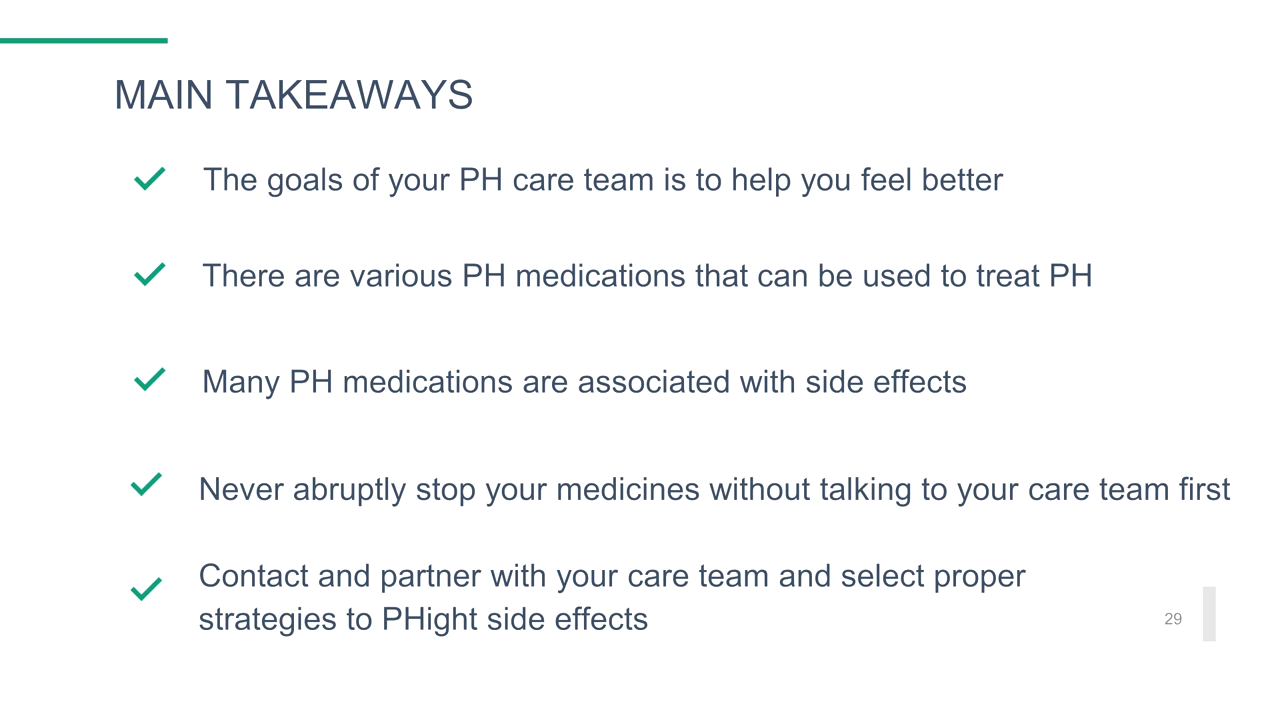 MAIN TAKEAWAYS
The goals of your PH care team is to help you feel better
There are various PH medications that can be used to treat PH
Many PH medications are associated with side effects
Never abruptly stop your medicines without talking to your care team first
Contact and partner with your care team and select proper
strategies to PHight side effects
29